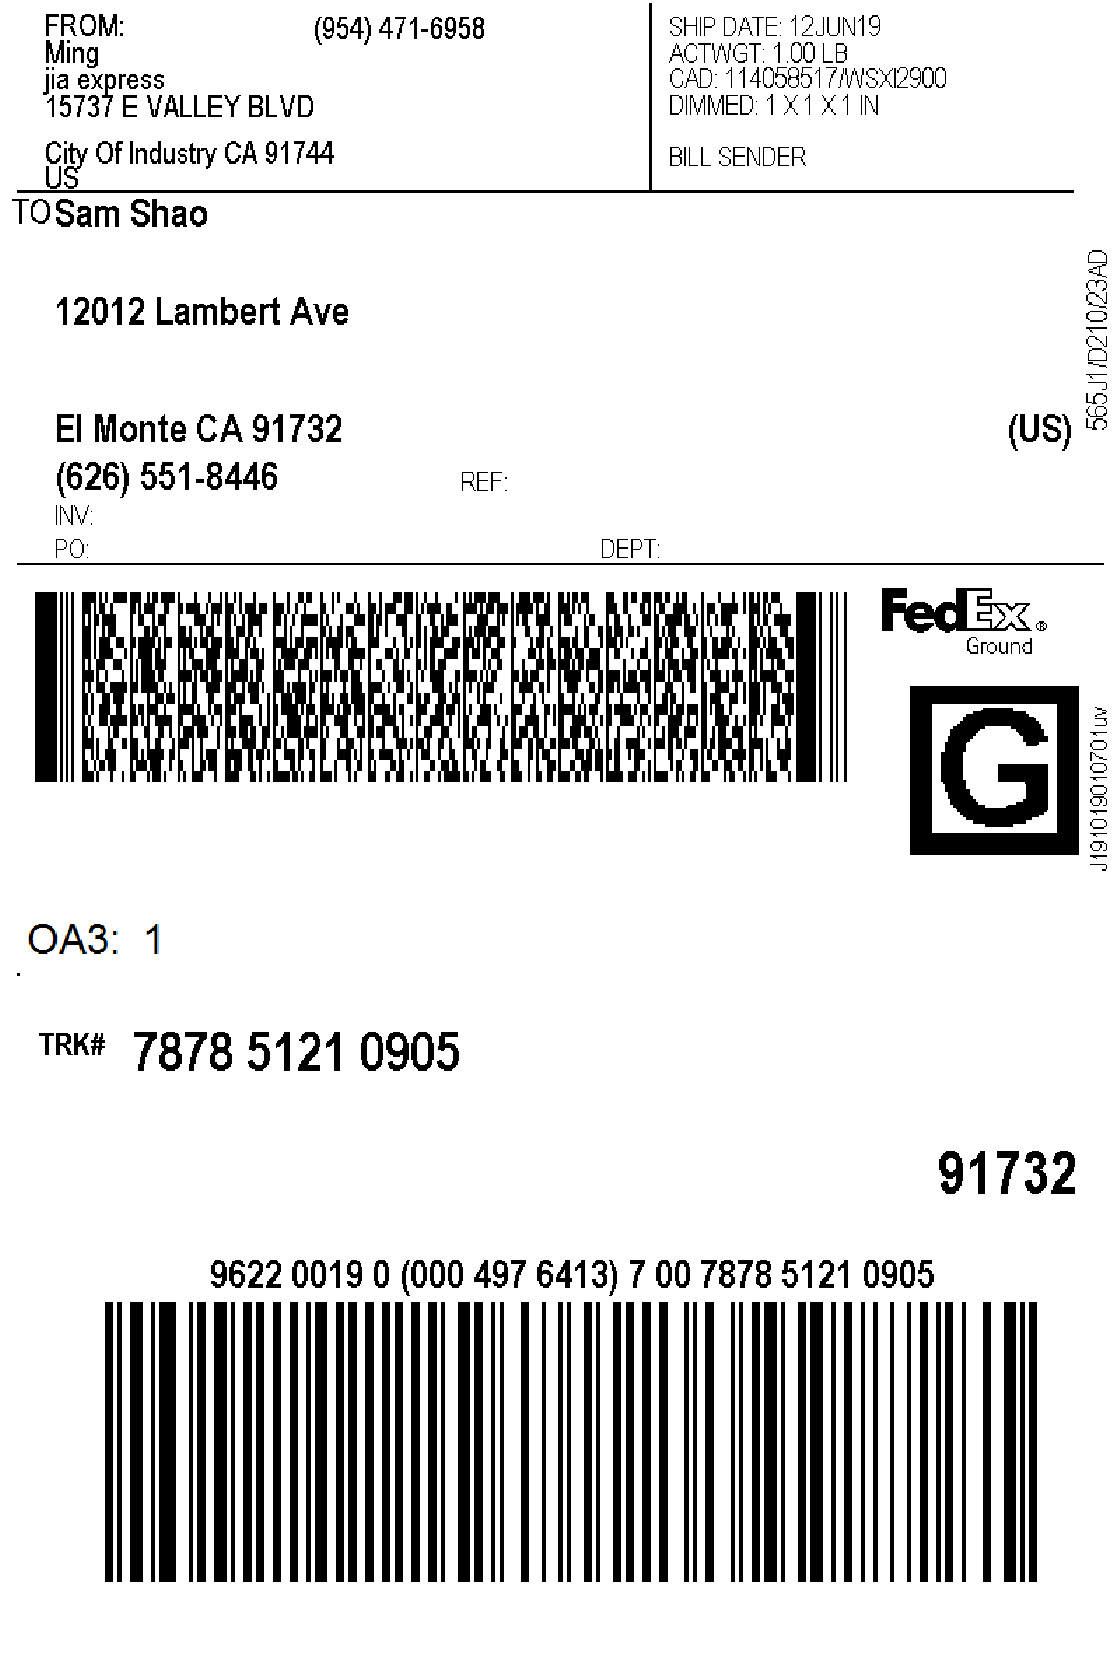 FROM: (954) 471-6958
Ming
jia express
15737 E VALLEY BLVD
City Of Industry CA 91744
US
SHIP DATE: 12JUN19
ACTWGT: 1.00 LB
CAD: 114058517/WSXI2900
DIMMED: 1 X 1 X 1 IN
BILL SENDER
TO Sam Shao
12012 Lambert Ave
El Monte CA 91732 (US)
(626) 551-8446 REF:
INV:
PO: DEPT:
565J1/D210/23AD
FedEx®
Ground
G
J191019010701uv
OA3: 1
TRK# 7878 5121 0905
91732
9622 0019 0 (000 497 6413) 7 00 7878 5121 0905